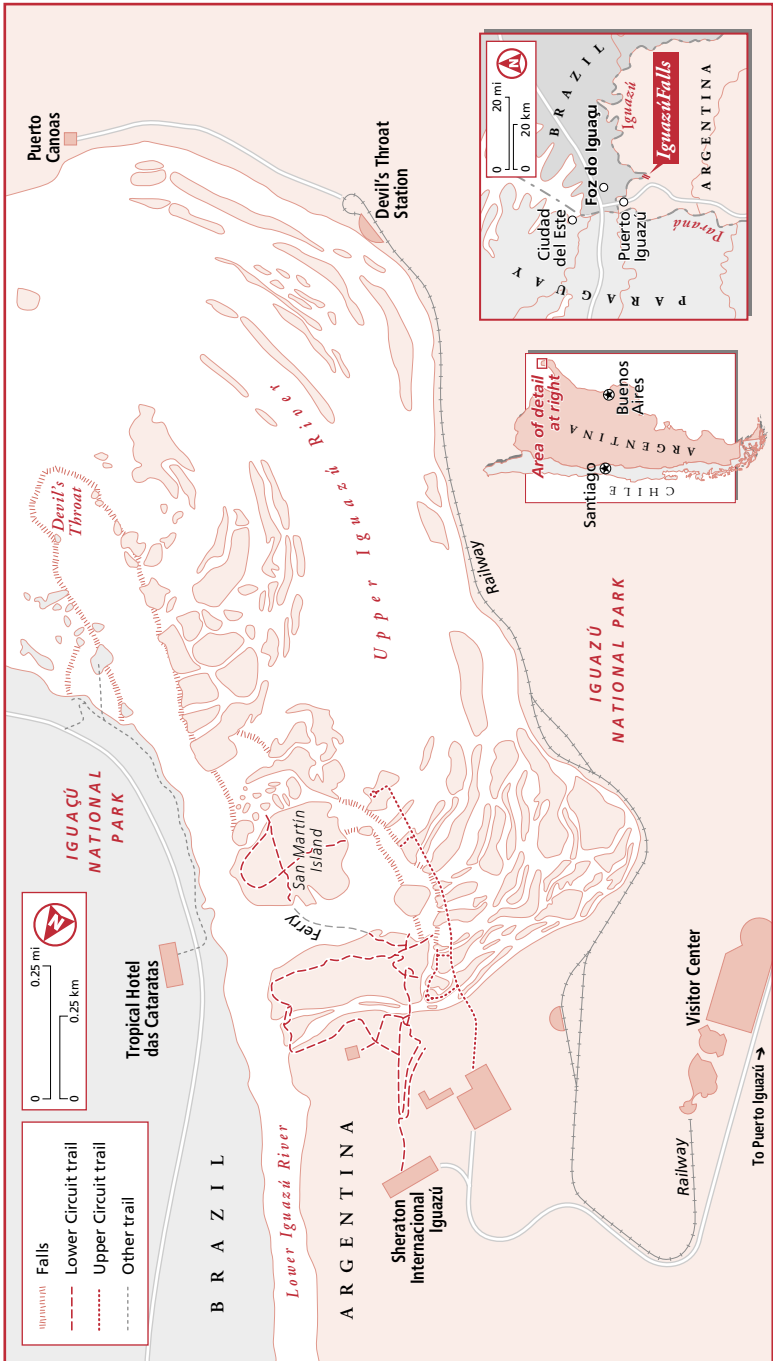 Falls
Lower Circuit trail
Upper Circuit trail
Other trail
0
0.25 mi
0
0.25 km
N
BRAZIL
Lower Iguazú River
ARGENTINA
Tropical Hotel
das Cataratas
IGUAÇÚ
NATIONAL
PARK
Devil's
Throat
Puerto
Canoas
Devil's Throat
Station
Upper Iguazú River
San Martin
Island
Ferry
Sheraton
Internacional
Iguazú
Railway
IGUAZÚ
NATIONAL PARK
Railway
Visitor Center
To Puerto Iguazú →
Area of detail
at right
Santiago
Buenos
Aires
CHILE
ARGENTINA
0
20 mi
0
20 km
N
BRAZIL
PARAGUAY
Ciudad
del Este
Foz do Iguaçu
Puerto
Iguazú
Iguazú
Iguazú Falls
Paraná
ARGENTINA